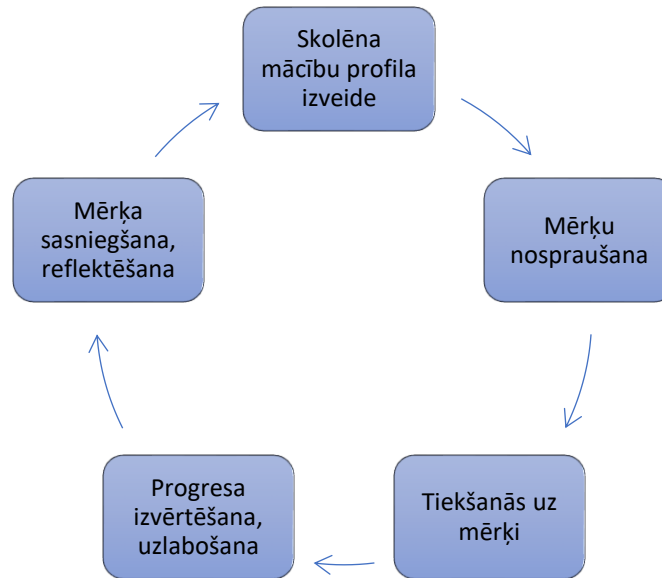 Skolēna
mācību profila
izveide
Mērķu
nospraušana
Tiekšanās uz
mērķi
Progresa
izvērtēšana,
uzlabošana
Mērķa
sasniegšana,
reflektēšana